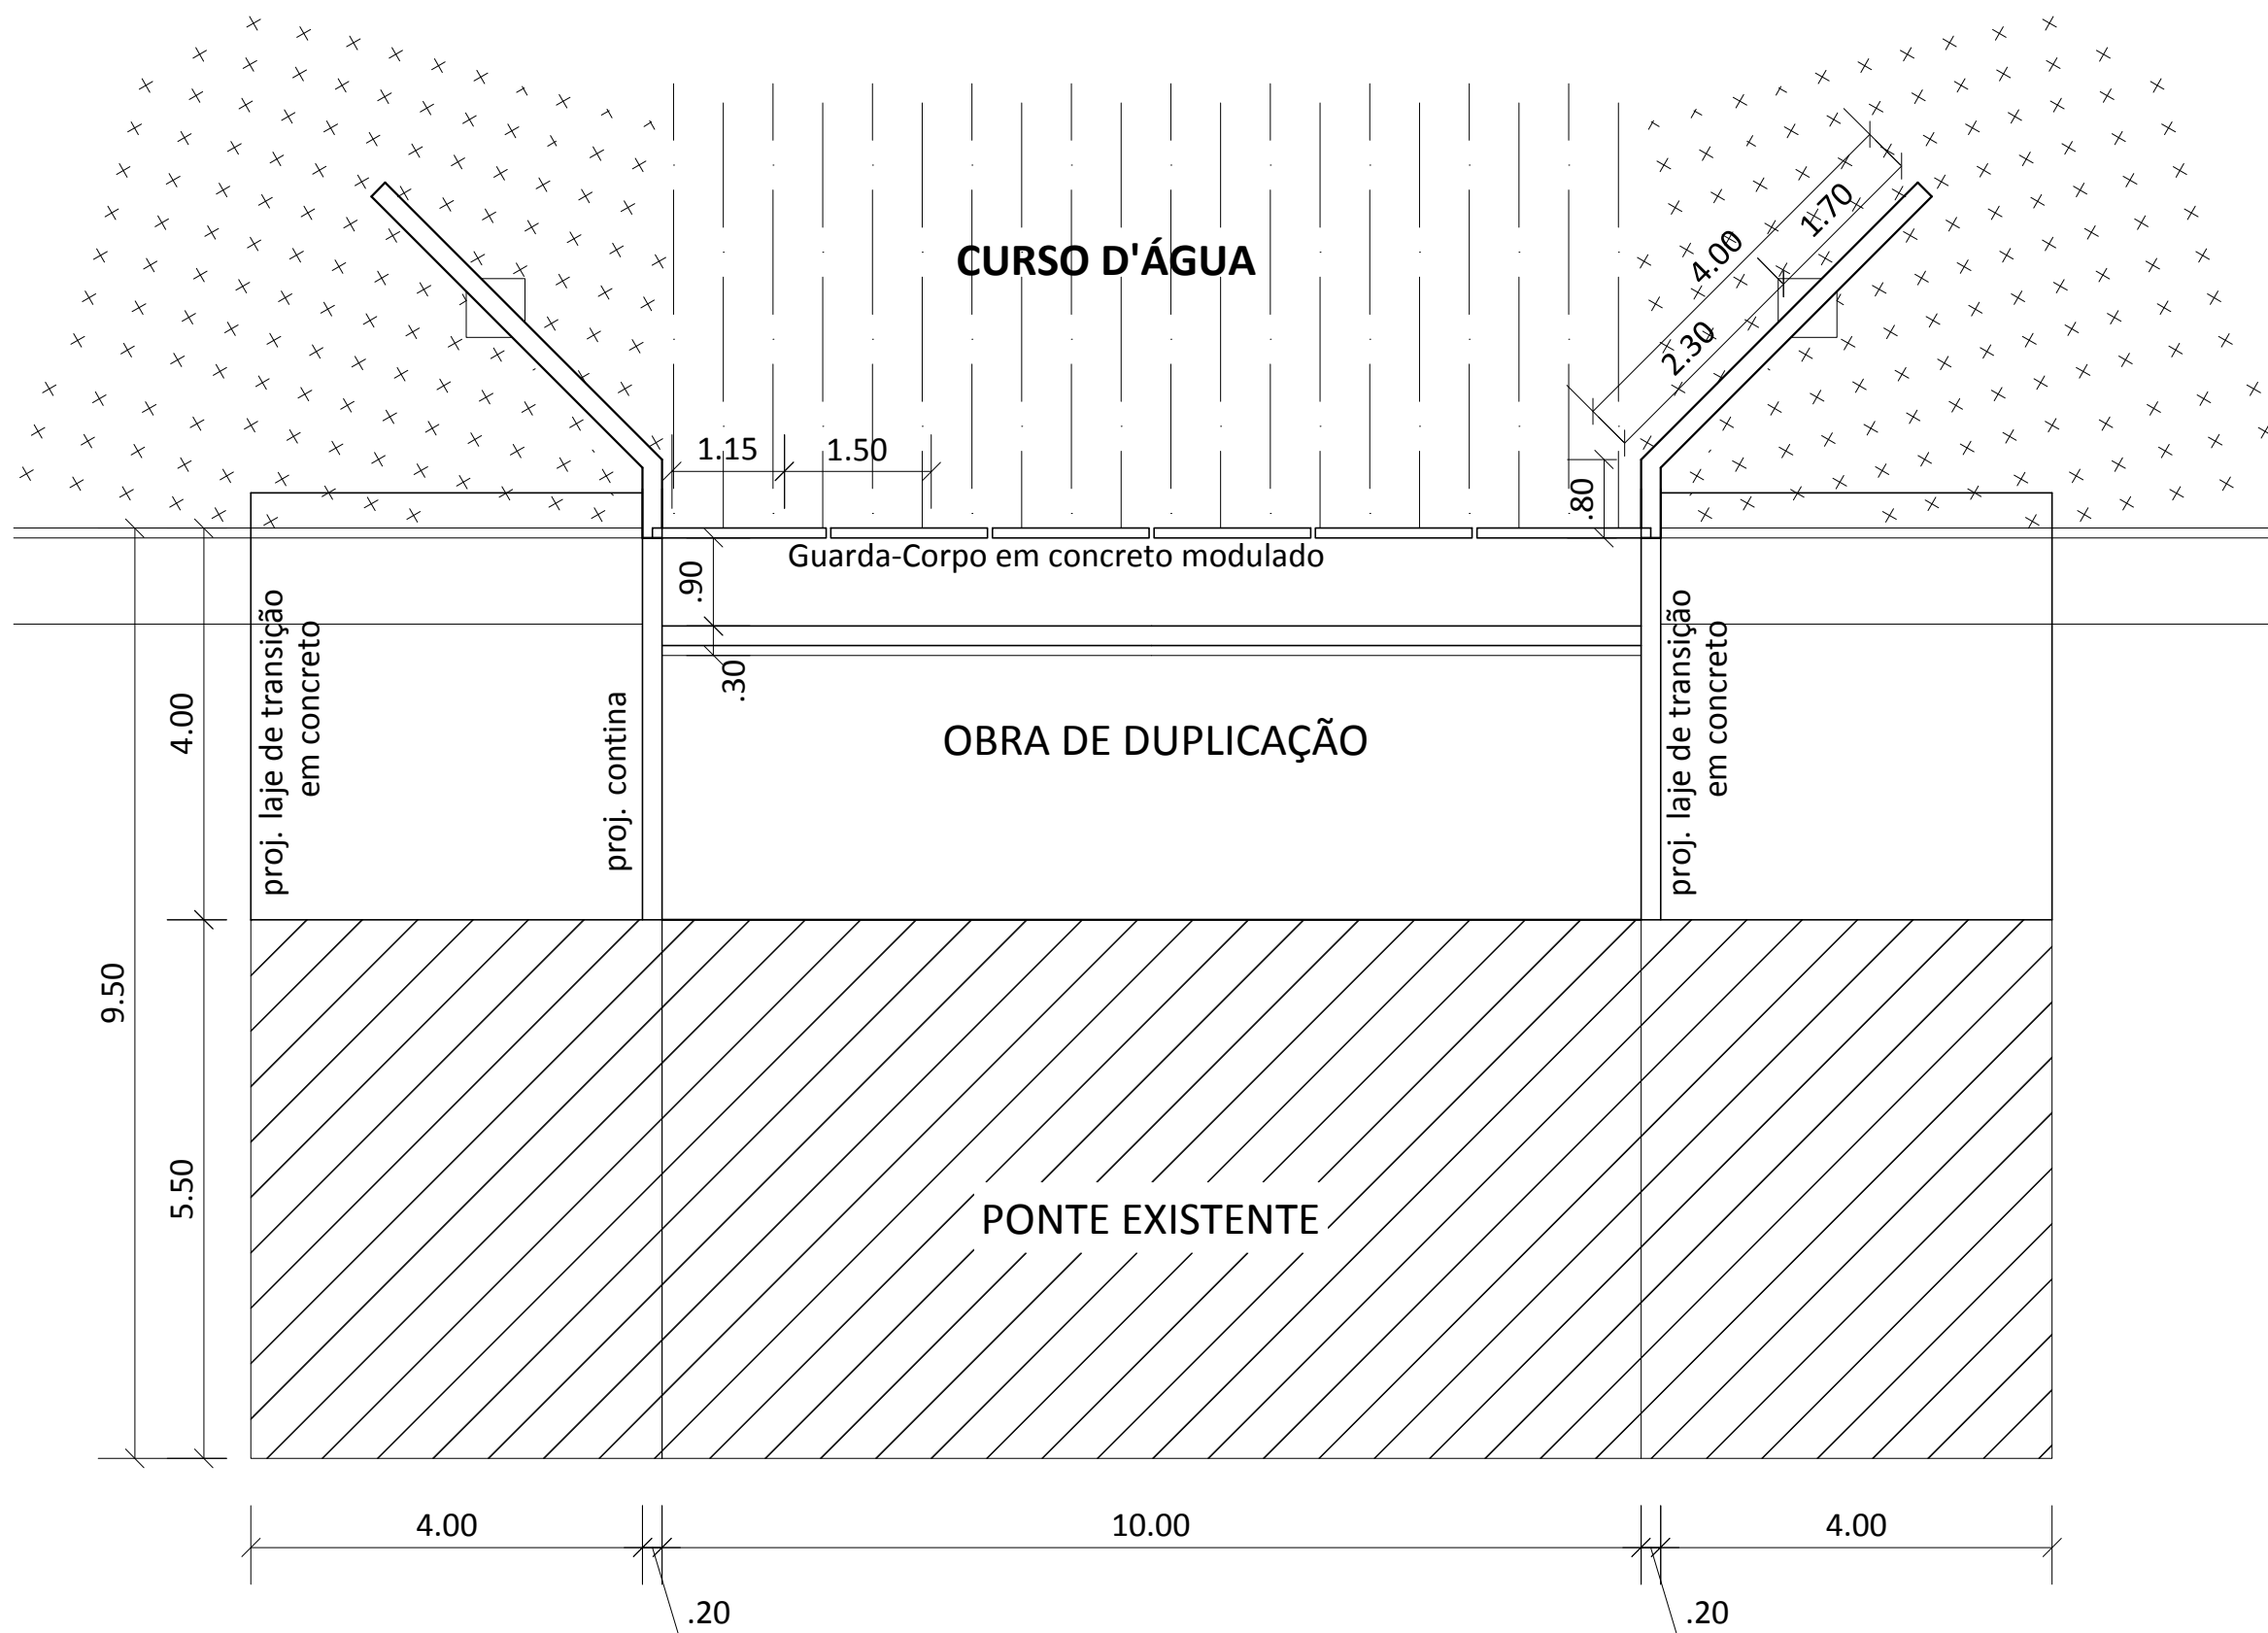 1.70
4.00
CURSO D'ÁGUA
2.30
1.15
1.50
.80
Guarda-Corpo em concreto modulado
.90
.30
proj. laje de transição
em concreto
proj. contina
OBRA DE DUPLICAÇÃO
proj. laje de transição
em concreto
4.00
9.50
5.50
PONTE EXISTENTE
4.00
10.00
4.00
.20
.20